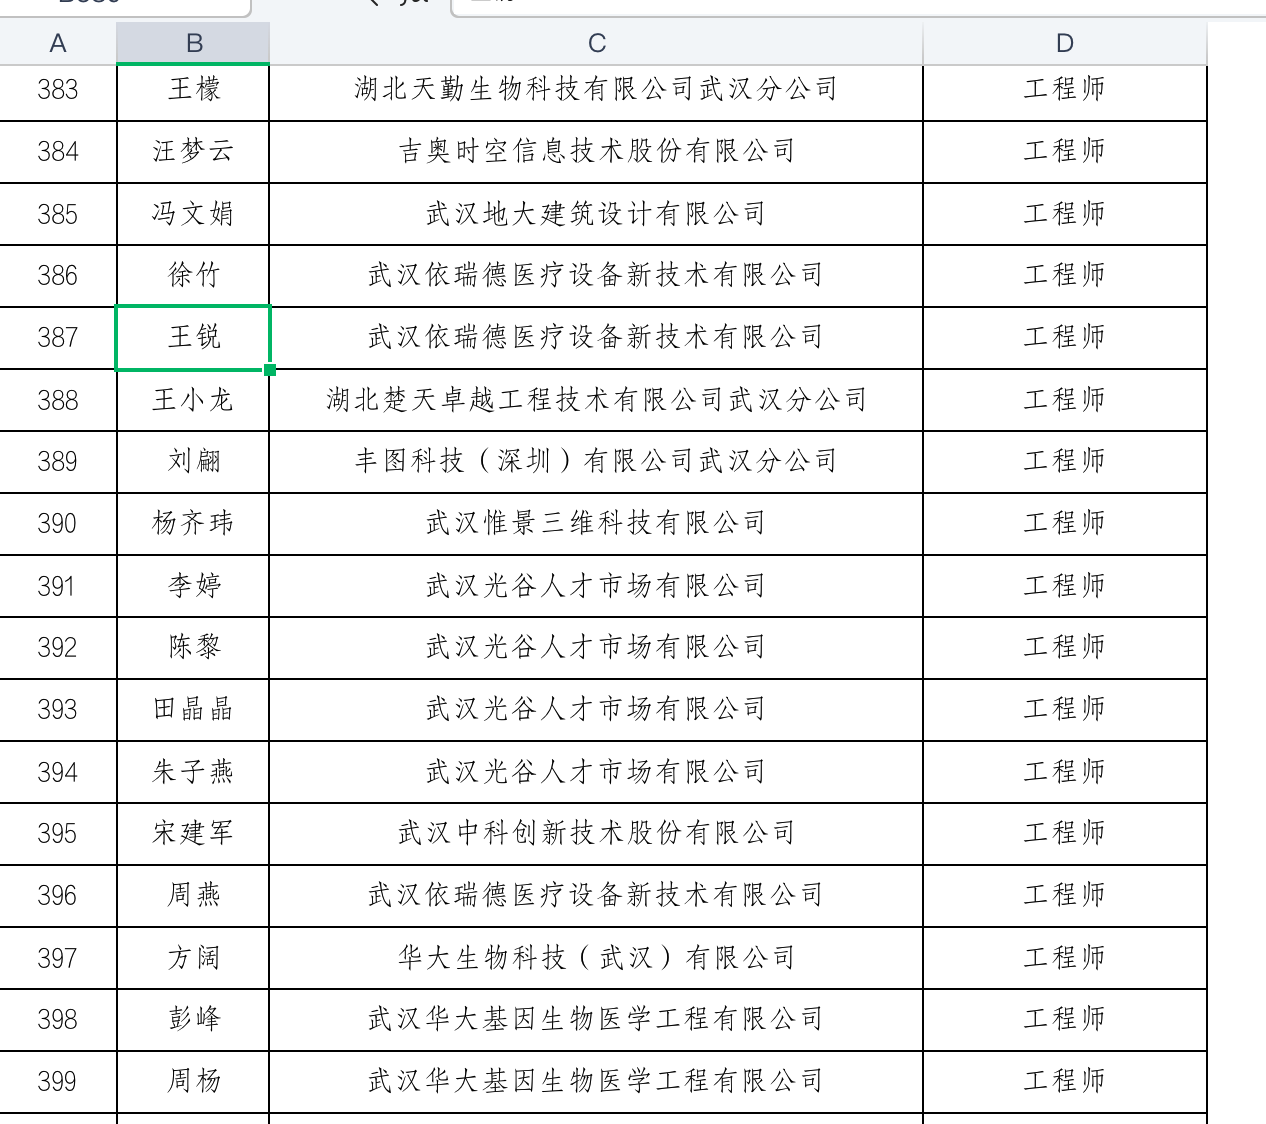 A B C D
383 王檬 湖北天勤生物科技有限公司武汉分公司 工程师
384 汪梦云 吉奥时空信息技术股份有限公司 工程师
385 冯文娟 武汉地大建筑设计有限公司 工程师
386 徐竹 武汉依瑞德医疗设备新技术有限公司 工程师
387 王锐 武汉依瑞德医疗设备新技术有限公司 工程师
388 王小龙 湖北楚天卓越工程技术有限公司武汉分公司 工程师
389 刘翩 丰图科技（深圳）有限公司武汉分公司 工程师
390 杨齐玮 武汉惟景三维科技有限公司 工程师
391 李婷 武汉光谷人才市场有限公司 工程师
392 陈黎 武汉光谷人才市场有限公司 工程师
393 田晶晶 武汉光谷人才市场有限公司 工程师
394 朱子燕 武汉光谷人才市场有限公司 工程师
395 宋建军 武汉中科创新技术股份有限公司 工程师
396 周燕 武汉依瑞德医疗设备新技术有限公司 工程师
397 方阔 华大生物科技（武汉）有限公司 工程师
398 彭峰 武汉华大基因生物医学工程有限公司 工程师
399 周杨 武汉华大基因生物医学工程有限公司 工程师